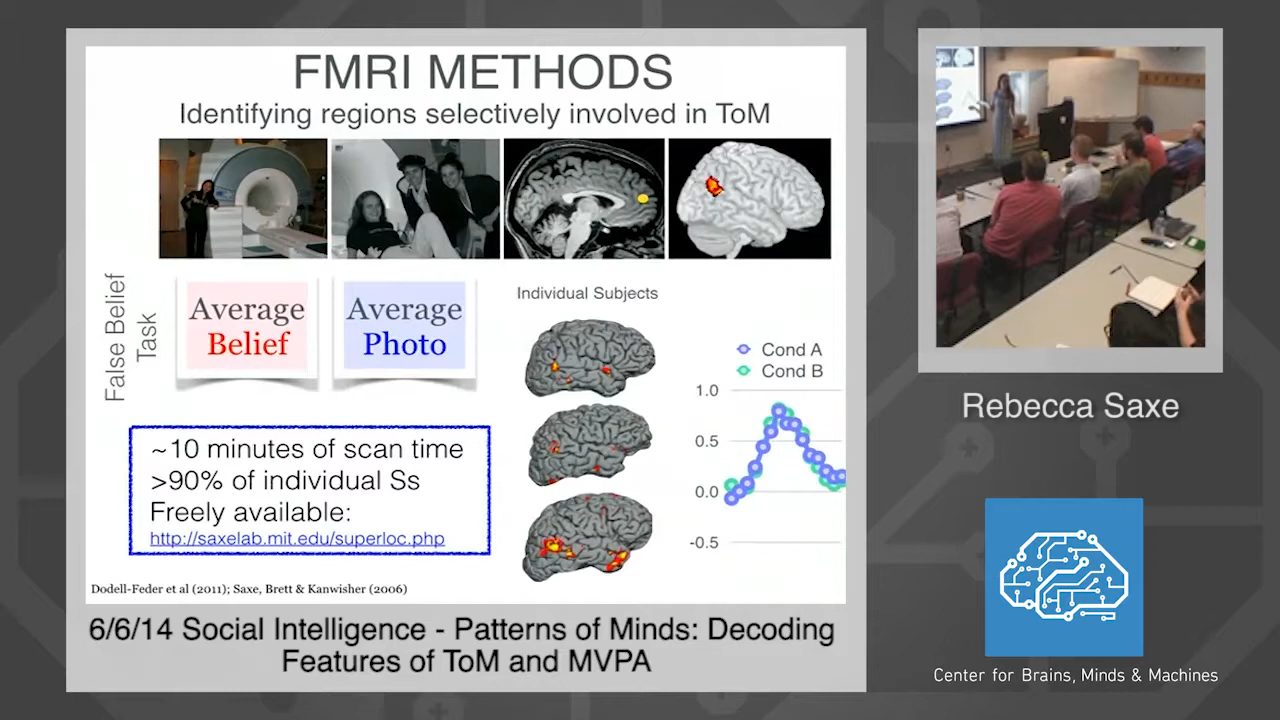 FMRI METHODS
Identifying regions selectively involved in ToM
False Belief
Task
Average
Belief
Average
Photo
Individual Subjects
Cond A
Cond B
1.0
0.5
0.0
-0.5
~10 minutes of scan time
>90% of individual Ss
Freely available:
http://saxelab.mit.edu/superloc.php
Dodell-Feder et al (2011); Saxe, Brett & Kanwisher (2006)
6/6/14 Social Intelligence - Patterns of Minds: Decoding
Features of ToM and MVPA
Rebecca Saxe
Center for Brains, Minds & Machines